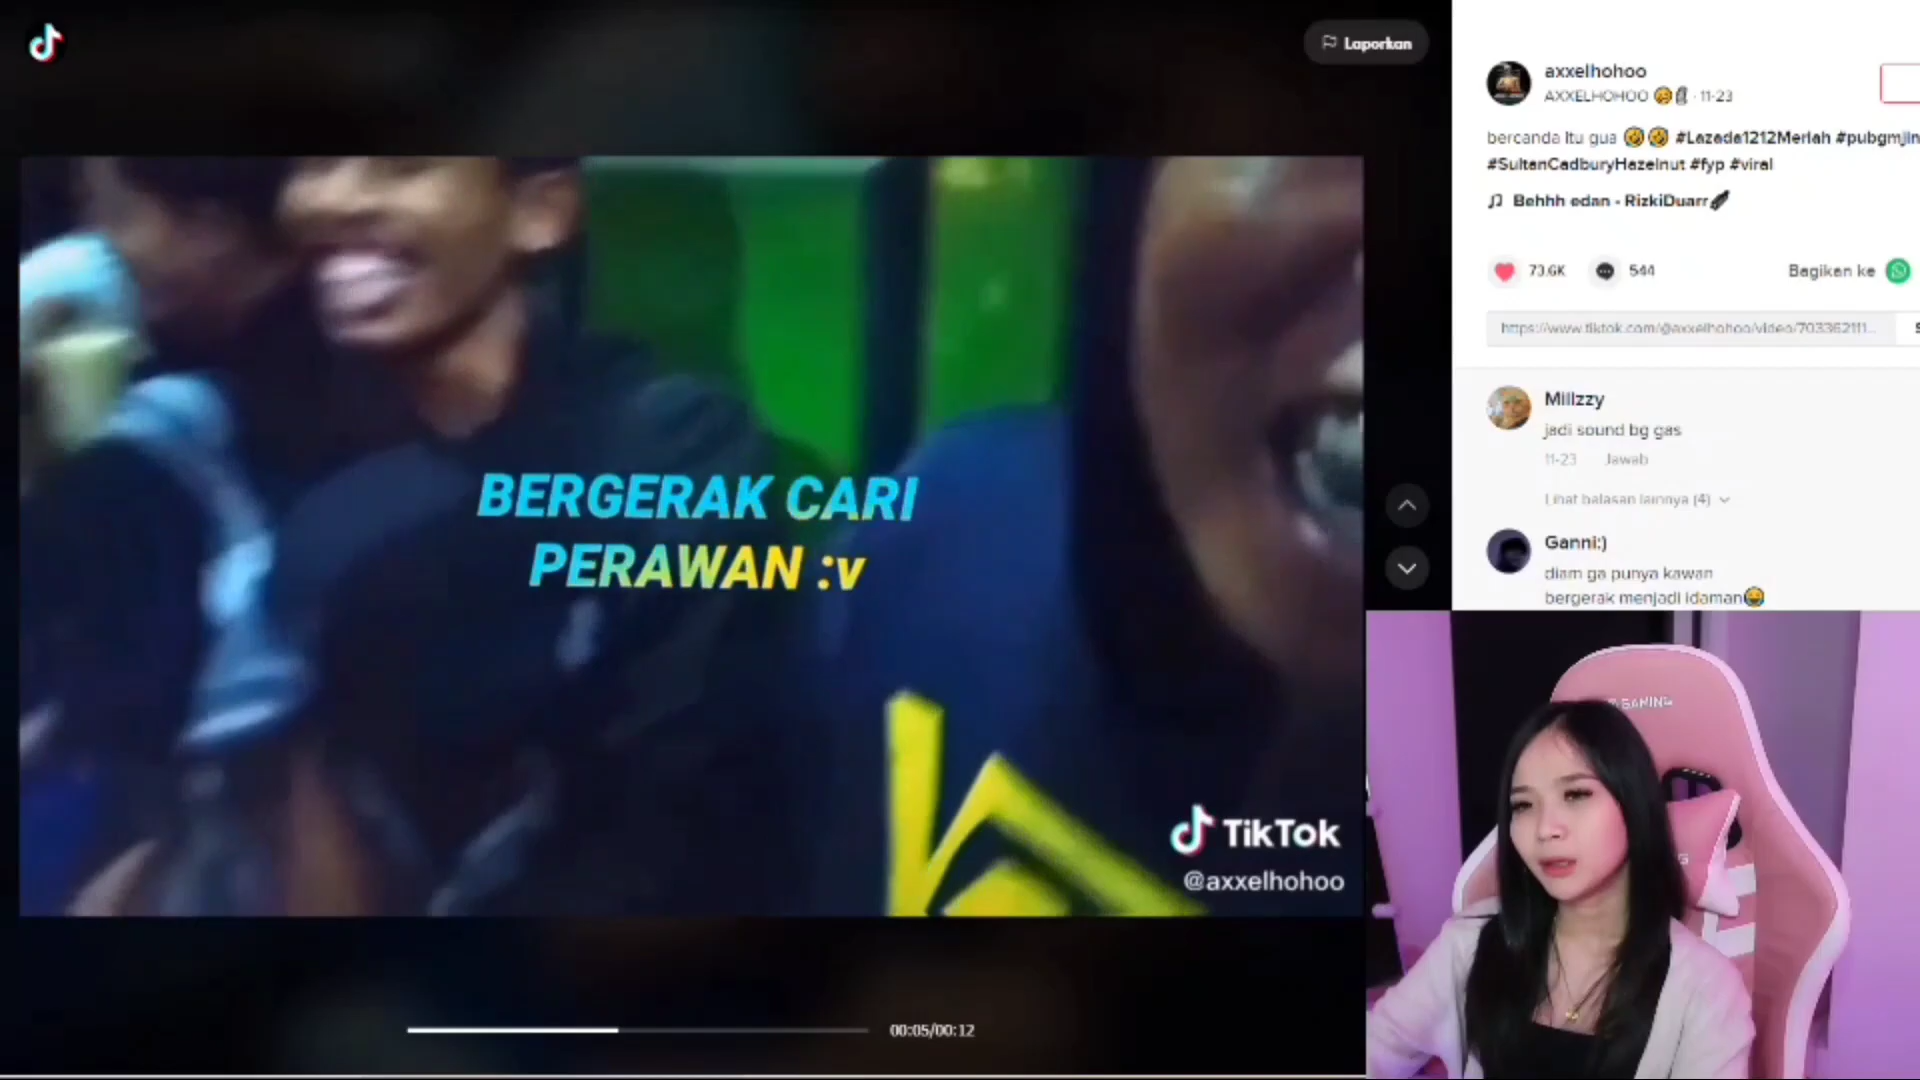 Laporkan
BERGERAK CARI
PERAWAN :v
TikTok
@axxelhohoo
00:05/00:12
axxelhohoo
AXXELHOHOO 11-23
bercanda itu gua #Lazada1212Meriah
#SultanCadburyHazelnut #fyp #viral
Behhh edan - RizkiDuarr
73.6K 544 Bagikan ke
https://www.tiktok.com/@axxelhohoo/video/703362111...
Millzzy
jadi sound bg gas
11-23 Jawab
Lihat balasan lainnya (4)
Ganni:)
diam ga punya kawan
bergerak menjadi idaman
GAMING